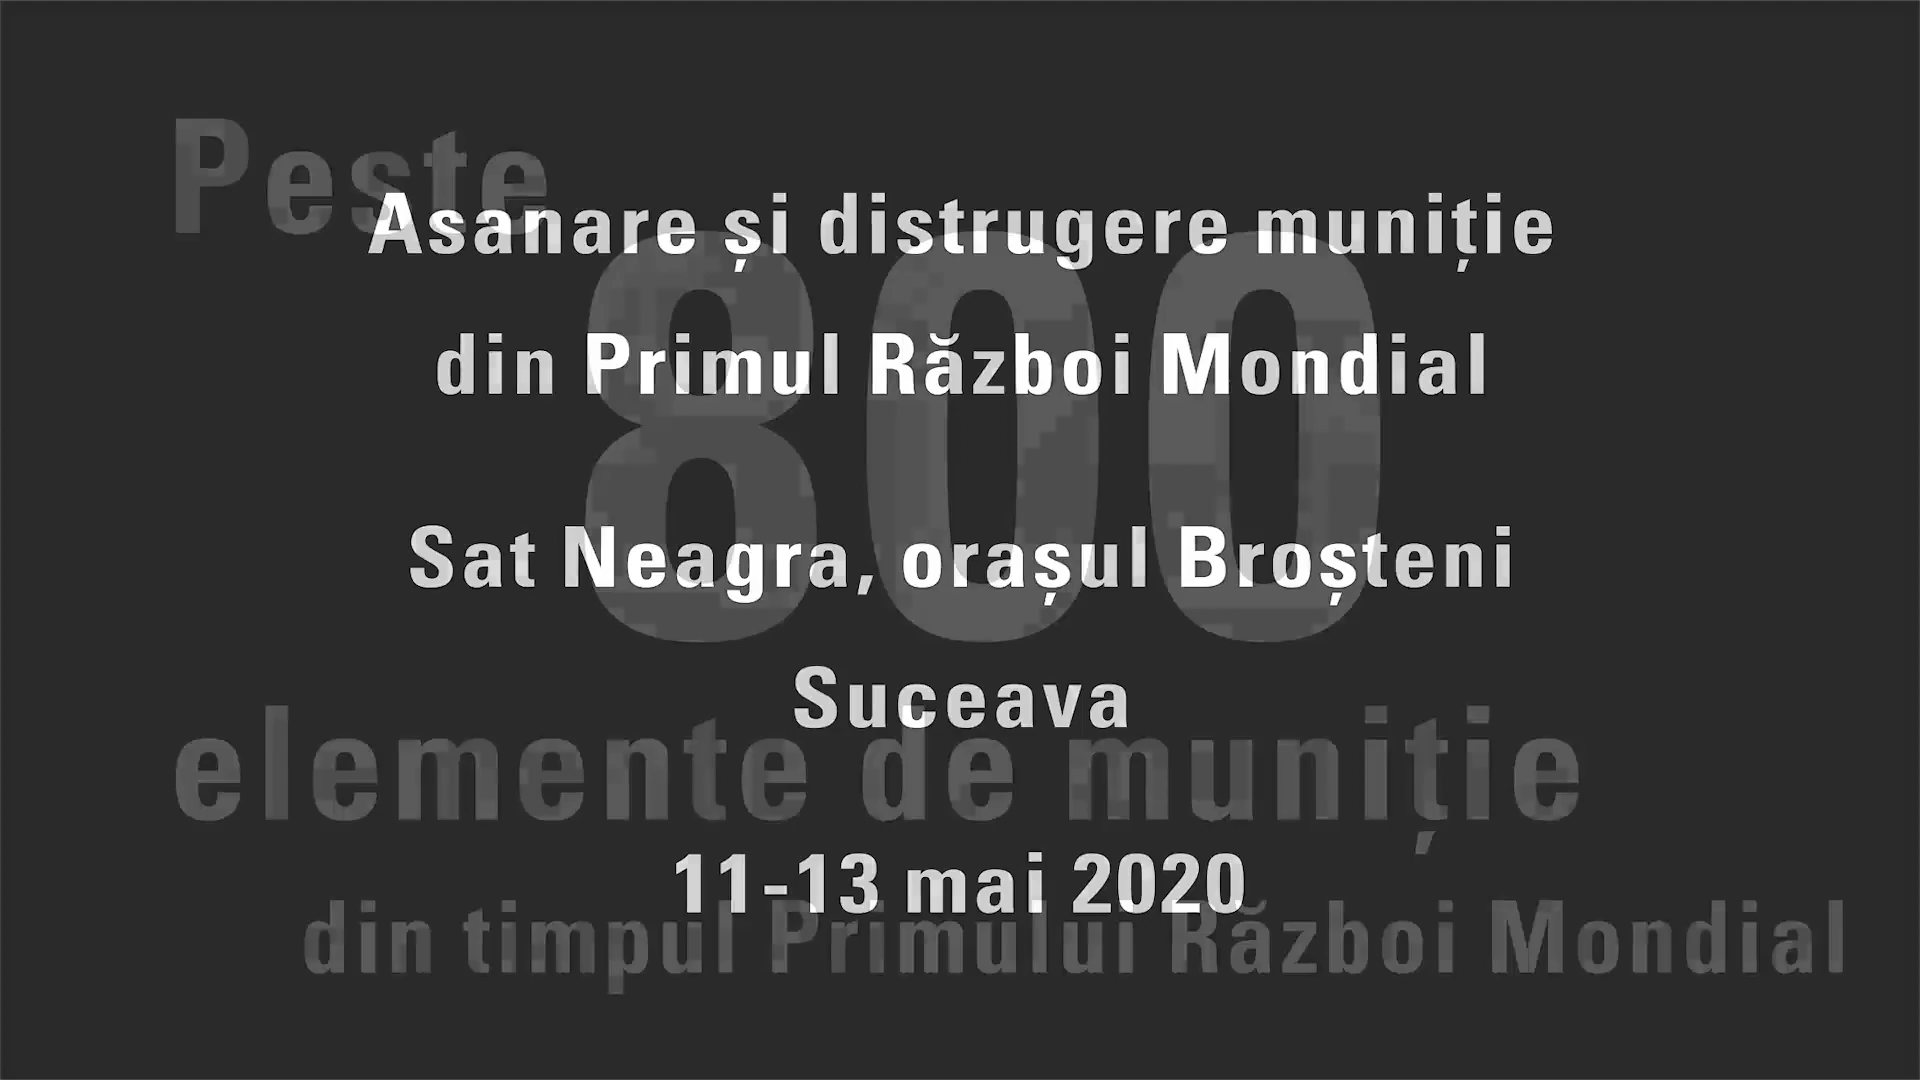 Peste
Asanare și distrugere muniție
800
din Primul Război Mondial
Sat Neagra, orașul Broșteni
Suceava
elemente de muniție
11-13 mai 2020
din timpul Primului Război Mondial